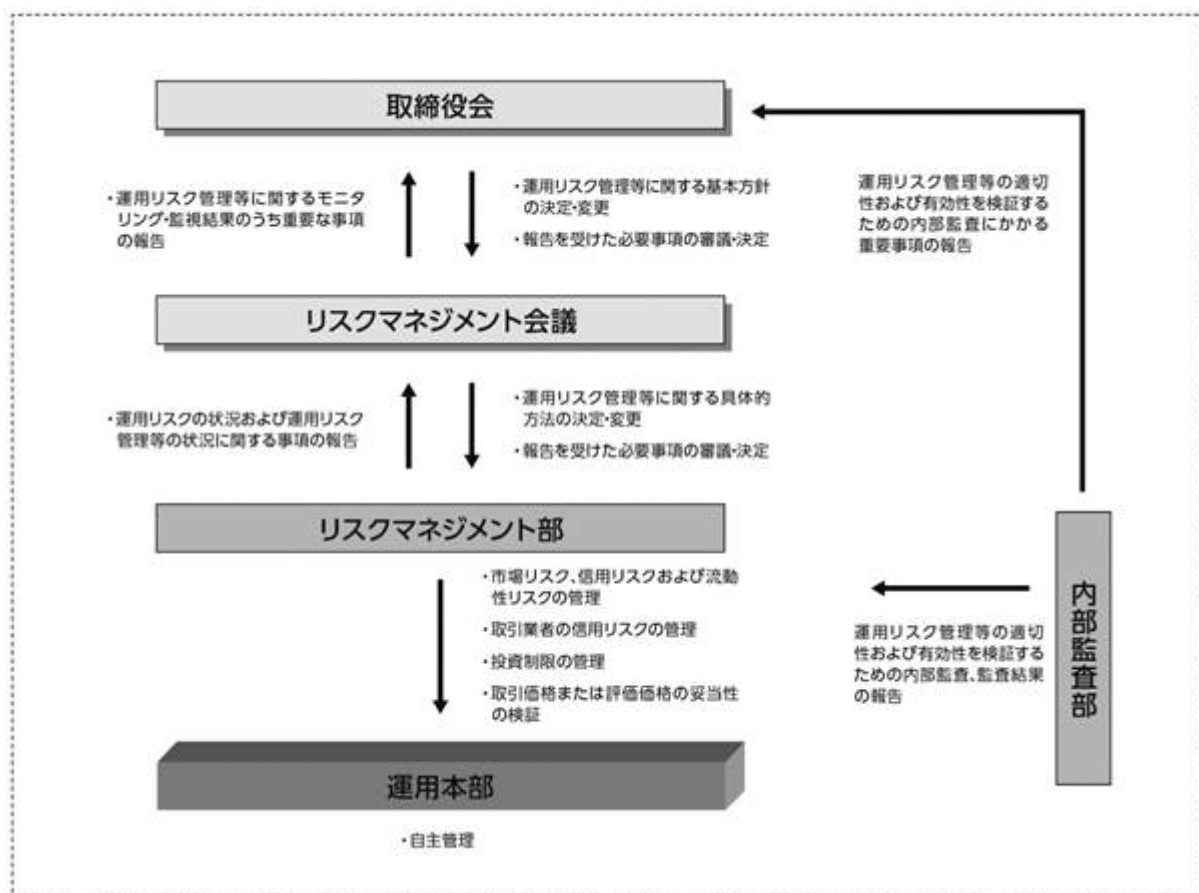 取締役会
・運用リスク管理等に関するモニタ
リング・監視結果のうち重要な事項
の報告
・運用リスク管理等に関する基本方針
の決定・変更
・報告を受けた必要事項の審議・決定
運用リスク管理等の適切
性および有効性を検証する
ための内部監査にかかる
重要事項の報告
リスクマネジメント会議
・運用リスクの状況および運用リスク
管理等の状況に関する事項の報告
・運用リスク管理等に関する具体的
方法の決定・変更
・報告を受けた必要事項の審議・決定
リスクマネジメント部
・市場リスク、信用リスクおよび流動
性リスクの管理
・取引業者の信用リスクの管理
・投資制限の管理
・取引価格または評価価格の妥当性
の検証
運用リスク管理等の適切
性および有効性を検証する
ための内部監査、監査結果
の報告
内部監査部
運用本部
・自主管理